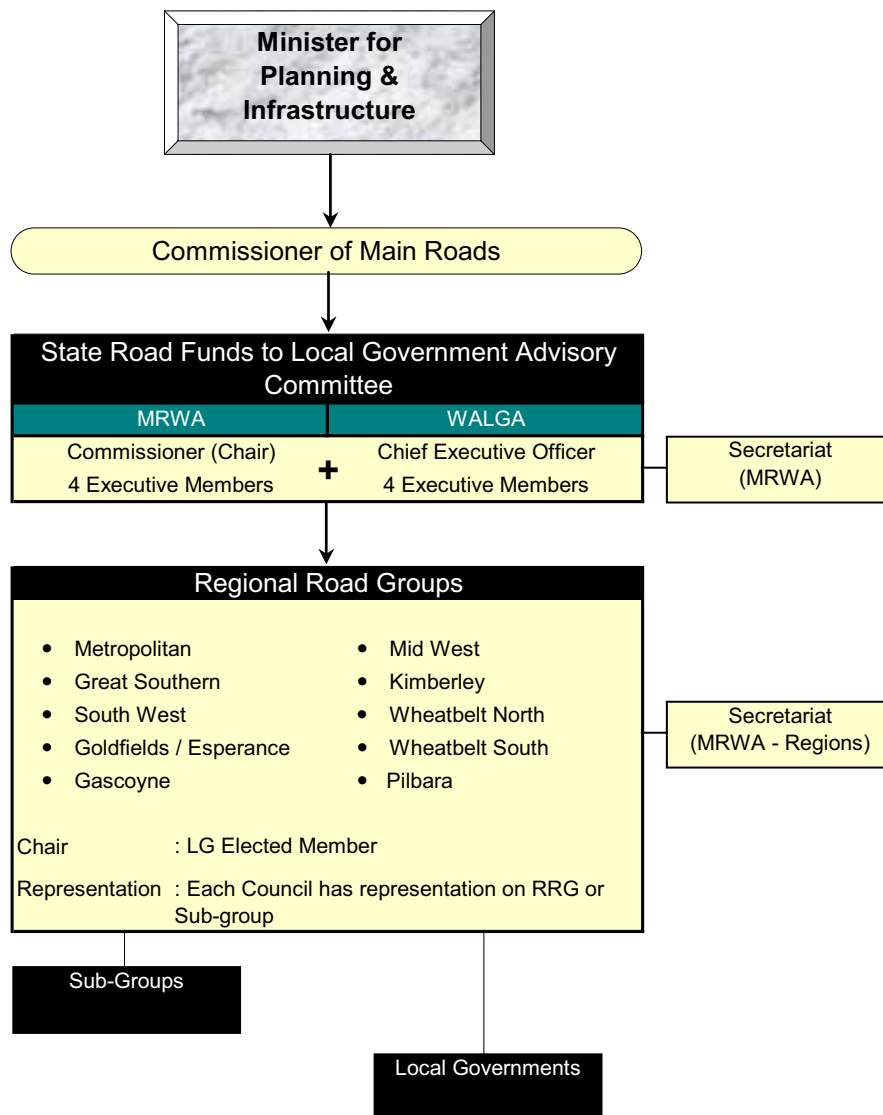 Minister for
Planning &
Infrastructure
Commissioner of Main Roads
State Road Funds to Local Government Advisory
Committee
MRWA
WALGA
Commissioner (Chair)
4 Executive Members
+
Chief Executive Officer
4 Executive Members
Secretariat
(MRWA)
Regional Road Groups
• Metropolitan
• Great Southern
• South West
• Goldfields / Esperance
• Gascoyne
• Mid West
• Kimberley
• Wheatbelt North
• Wheatbelt South
• Pilbara
Chair : LG Elected Member
Representation : Each Council has representation on RRG or
Sub-group
Secretariat
(MRWA - Regions)
Sub-Groups
Local Governments